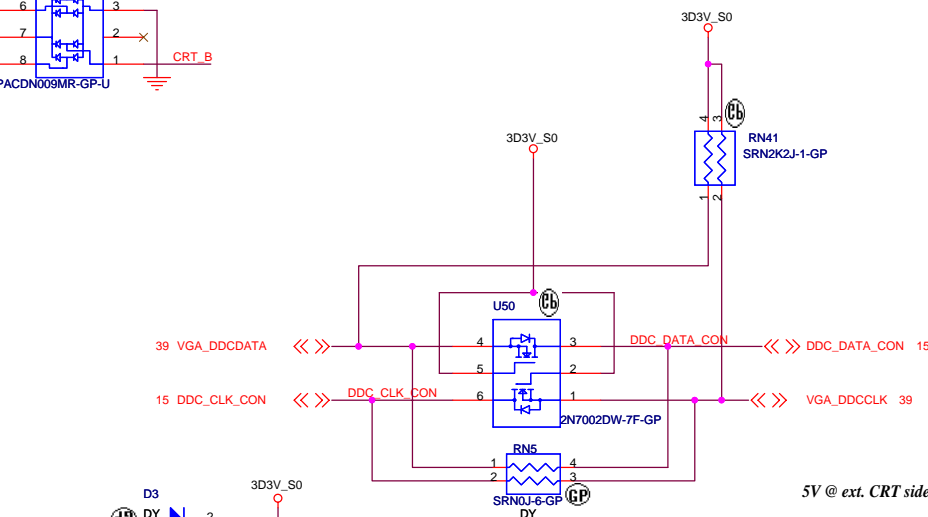 6
3
7
2
8
1
CRT_B
PACDN009MR-GP-U
3D3V_S0
4
3
RN41
SRN2K2J-1-GP
1
2
3D3V_S0
U50
39 VGA_DDCDATA
4
3
DDC_DATA_CON
DDC_DATA_CON 15
5
2
15 DDC_CLK_CON
DDC_CLK_CON
6
1
VGA_DDCCLK 39
2N7002DW-7F-GP
RN5
1
4
2
3
SRN0J-6-GP
GP
DY
5V @ ext. CRT side
3D3V_S0
D3
DY
2